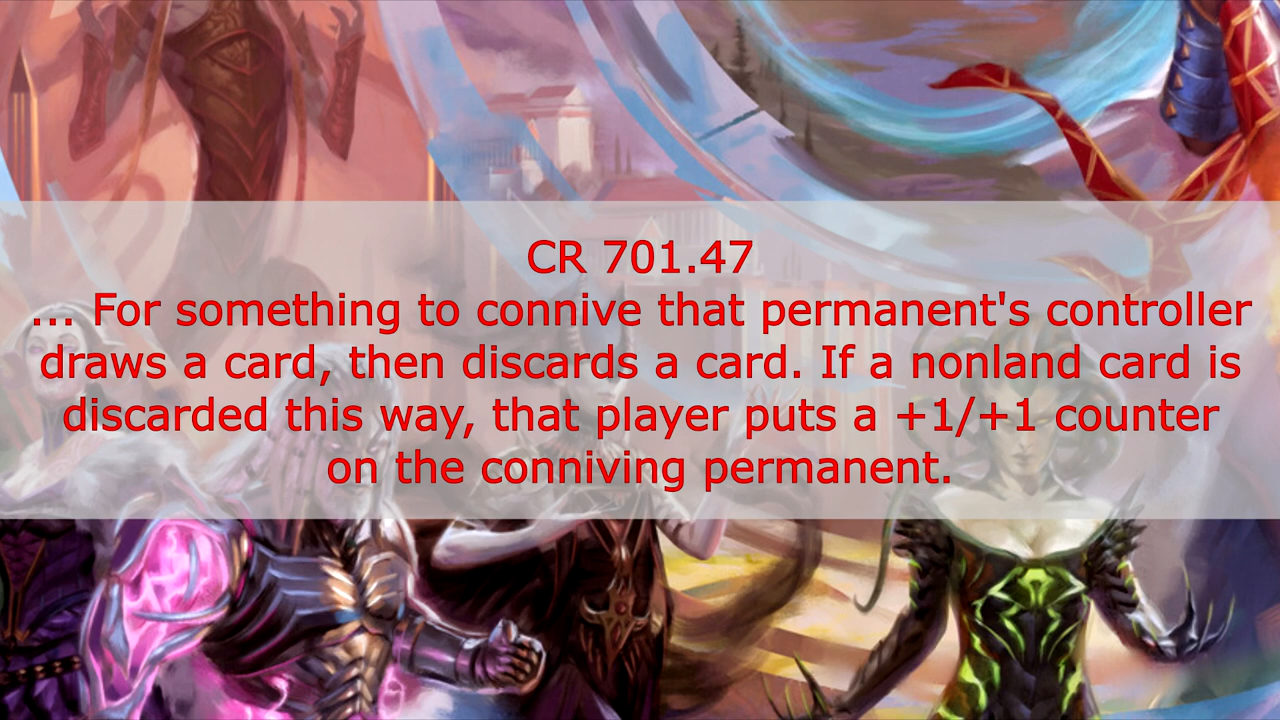 CR 701.47
... For something to connive that permanent's controller
draws a card, then discards a card. If a nonland card is
discarded this way, that player puts a +1/+1 counter
on the conniving permanent.